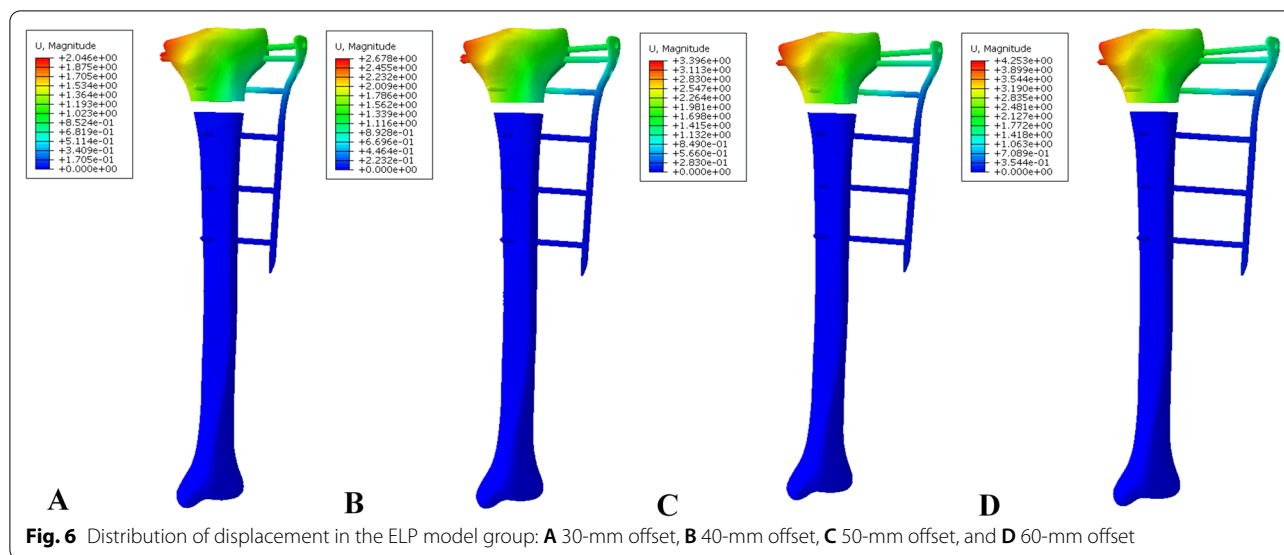 U, Magnitude
+2.046e+00
+1.875e+00
+1.705e+00
+1.534e+00
+1.364e+00
+1.193e+00
+1.023e+00
+8.524e-01
+6.819e-01
+5.114e-01
+3.409e-01
+1.705e-01
+0.000e+00
A
U, Magnitude
+2.678e+00
+2.455e+00
+2.232e+00
+2.009e+00
+1.786e+00
+1.562e+00
+1.339e+00
+1.116e+00
+8.928e-01
+6.696e-01
+4.464e-01
+2.232e-01
+0.000e+00
B
U, Magnitude
+3.396e+00
+3.113e+00
+2.830e+00
+2.547e+00
+2.264e+00
+1.981e+00
+1.698e+00
+1.415e+00
+1.132e+00
+8.490e-01
+5.660e-01
+2.830e-01
+0.000e+00
C
U, Magnitude
+4.253e+00
+3.899e+00
+3.544e+00
+3.190e+00
+2.835e+00
+2.481e+00
+2.127e+00
+1.772e+00
+1.418e+00
+1.063e+00
+7.089e-01
+3.544e-01
+0.000e+00
D
Fig. 6 Distribution of displacement in the ELP model group: A 30-mm offset, B 40-mm offset, C 50-mm offset, and D 60-mm offset